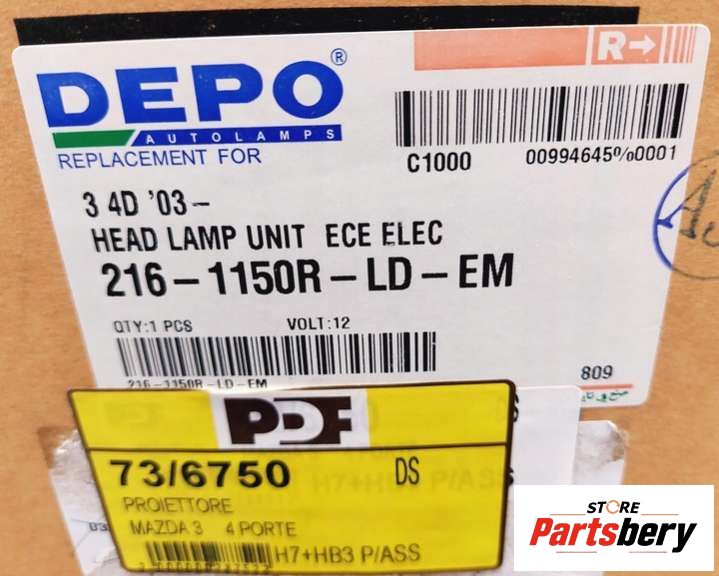 DEPO®
AUTOLAMPS
REPLACEMENT FOR
R→
C1000 00994645%0001
3 4D '03-
HEAD LAMP UNIT ECE ELEC
216-1150R-LD-EM
QTY:1 PCS VOLT:12
216-1150R-LD-EM
809
PDF
73/6750 DS
PROIETTORE
MAZDA 3 4 PORTE
H7+HB3 P/ASS
STORE
Partsbery